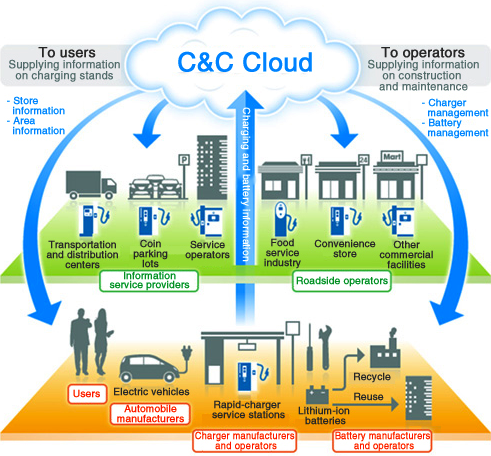 To users
Supplying information
on charging stands
- Store
information
- Area
information
C&C Cloud
To operators
Supplying information
on construction
and maintenance
- Charger
management
- Battery
management
Charging and battery information
P
24
Mart
Transportation
and distribution
centers
Coin
parking
lots
Service
operators
Food
service
industry
Convenience
store
Other
commercial
facilities
Information
service providers
Roadside operators
Users
Electric vehicles
Automobile
manufacturers
Rapid-charger
service stations
Charger manufacturers
and operators
Lithium-ion
batteries
Recycle
Reuse
Battery manufacturers
and operators